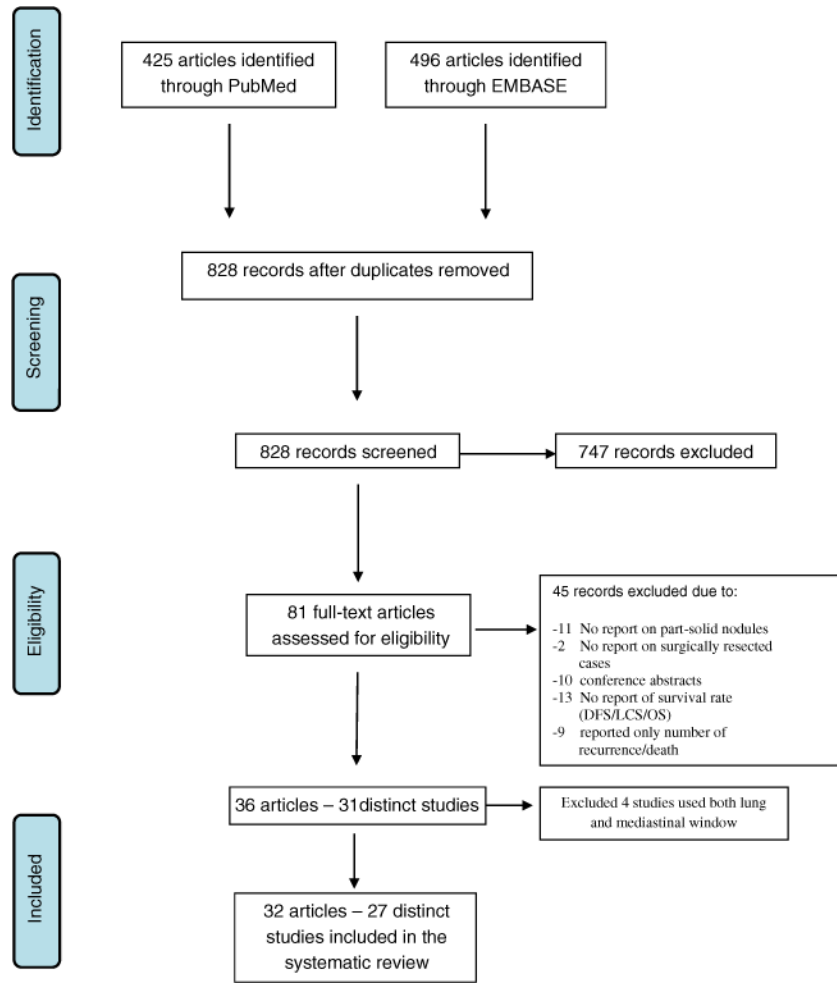 Identification
425 articles identified
through PubMed
496 articles identified
through EMBASE
Screening
828 records after duplicates removed
828 records screened
747 records excluded
Eligibility
81 full-text articles
assessed for eligibility
45 records excluded due to:
-11 No report on part-solid nodules
-2 No report on surgically resected
cases
-10 conference abstracts
-13 No report of survival rate
(DFS/LCS/OS)
-9 reported only number of
recurrence/death
Included
36 articles – 31distinct studies
Excluded 4 studies used both lung
and mediastinal window
32 articles – 27 distinct
studies included in the
systematic review